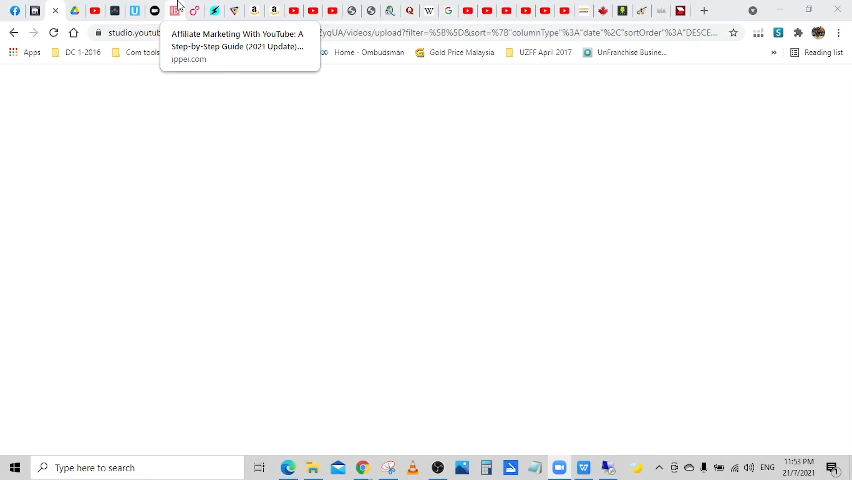 studio.youtub
ZyqUA/videos/upload?filter=%5B%5D&sort=%7B"columnType"%3A"date"%2C"sortOrder"%3A"DESCE...
Affiliate Marketing With YouTube: A
Step-by-Step Guide (2021 Update)...
ippei.com
Apps
DC 1-2016
Com tools
Home - Ombudsman
Gold Price Malaysia
UZFF April 2017
UnFranchise Busine...
»
Reading list
Type here to search
ENG
11:53 PM
21/7/2021